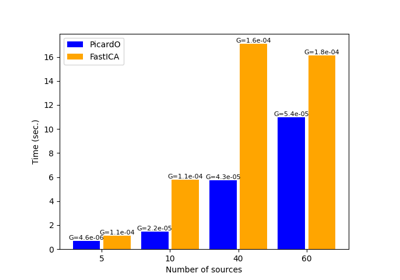 PicardO
FastICA
G=4.6e-06
G=1.1e-04
G=2.2e-05
G=1.1e-04
G=4.3e-05
G=1.6e-04
G=5.4e-05
G=1.8e-04
16
14
12
10
8
6
4
2
0
Time (sec.)
5 10 40 60
Number of sources